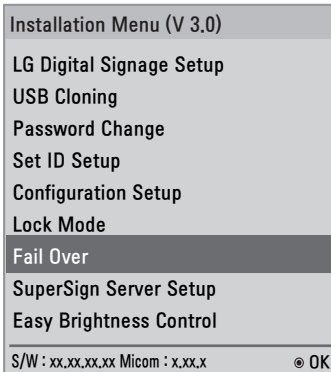 Installation Menu (V 3.0)
LG Digital Signage Setup
USB Cloning
Password Change
Set ID Setup
Configuration Setup
Lock Mode
Fail Over
SuperSign Server Setup
Easy Brightness Control
S/W : xx.xx.xx.xx Micom : x.xx.x ◉ OK